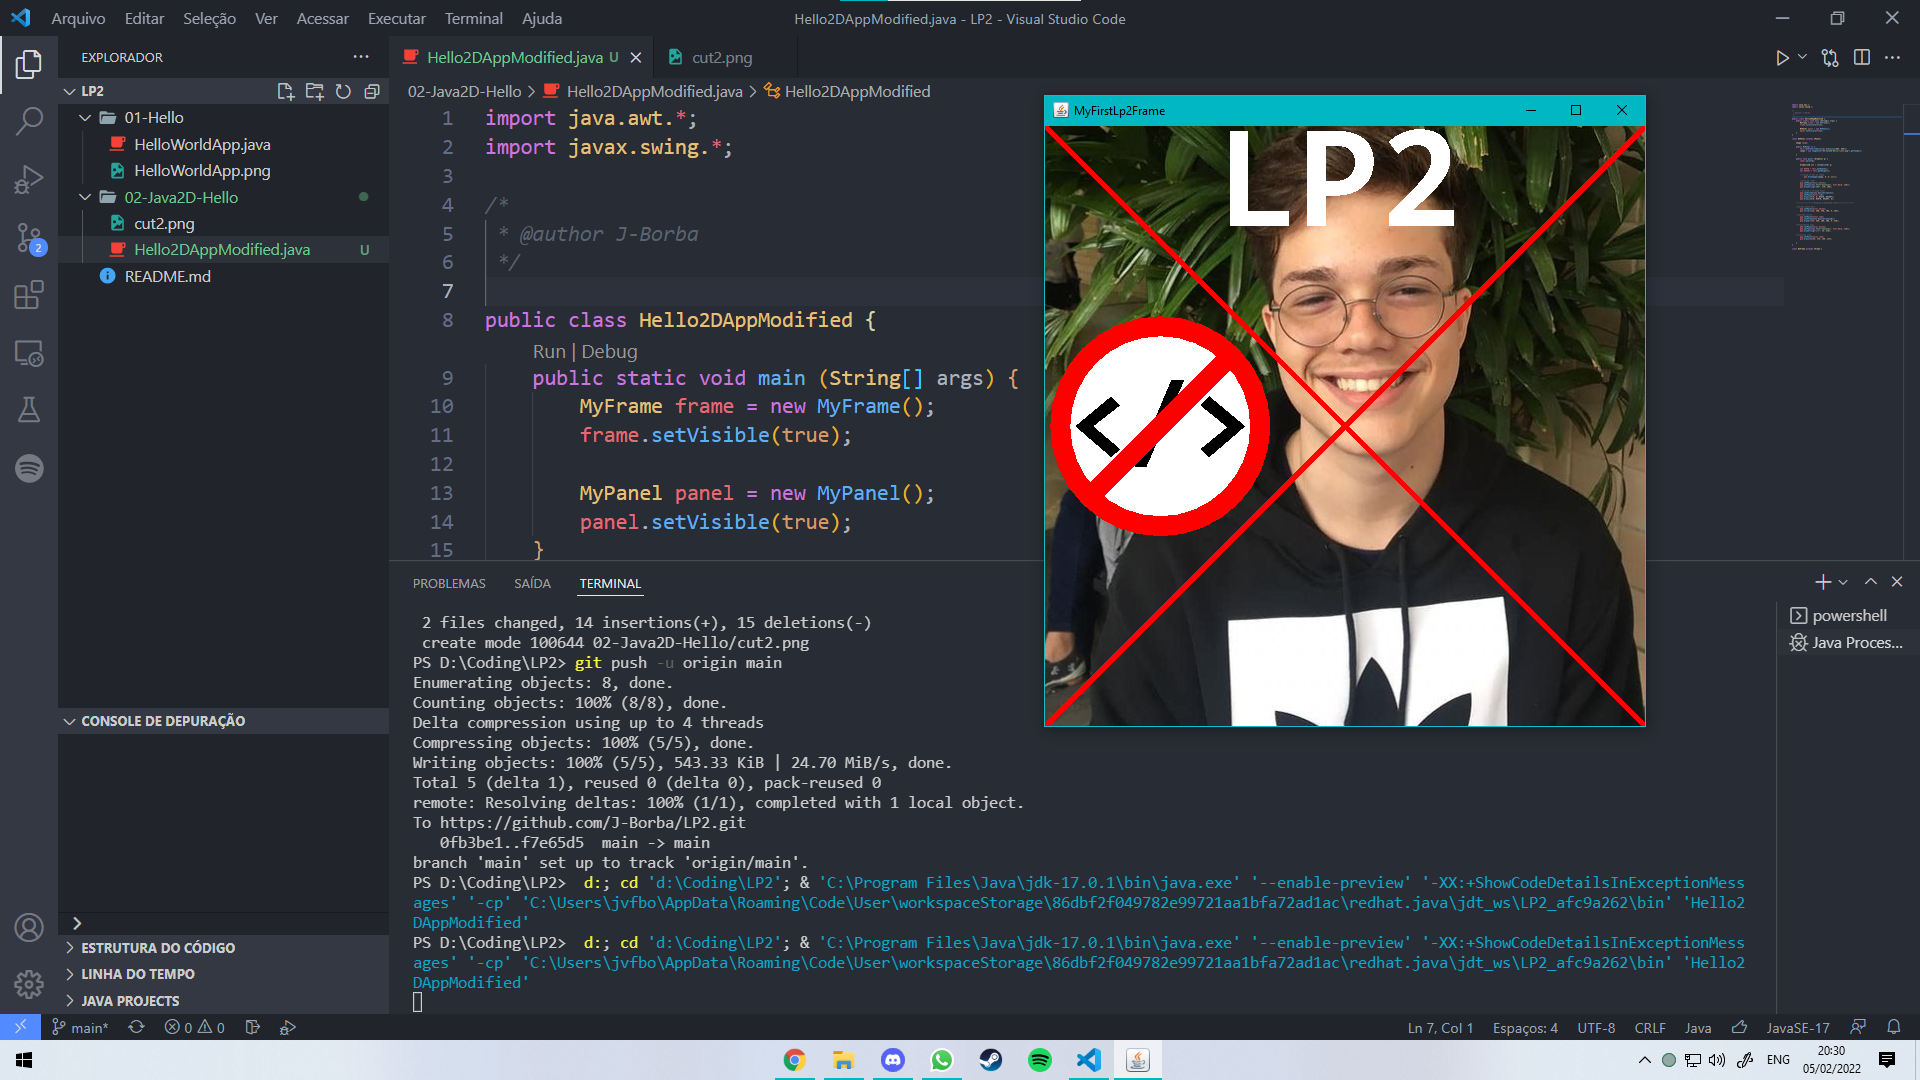 Arquivo Editar Seleção Ver Acessar Executar Terminal Ajuda
Hello2DAppModified.java - LP2 - Visual Studio Code
EXPLORADOR
LP2
01-Hello
HelloWorldApp.java
HelloWorldApp.png
02-Java2D-Hello
cut2.png
Hello2DAppModified.java U
README.md
CONSOLE DE DEPURAÇÃO
ESTRUTURA DO CÓDIGO
LINHA DO TEMPO
JAVA PROJECTS
2
Hello2DAppModified.java U
cut2.png
02-Java2D-Hello > Hello2DAppModified.java > Hello2DAppModified
1 import java.awt.*;
2 import javax.swing.*;
3
4 /*
5 * @author J-Borba
6 */
7
8 public class Hello2DAppModified {
Run | Debug
9 public static void main (String[] args) {
10 MyFrame frame = new MyFrame();
11 frame.setVisible(true);
12
13 MyPanel panel = new MyPanel();
14 panel.setVisible(true);
15 }
MyFirstLp2Frame
LP2
</>
PROBLEMAS SAÍDA TERMINAL
powershell
Java Proces...
2 files changed, 14 insertions(+), 15 deletions(-)
create mode 100644 02-Java2D-Hello/cut2.png
PS D:\Coding\LP2> git push -u origin main
Enumerating objects: 8, done.
Counting objects: 100% (8/8), done.
Delta compression using up to 4 threads
Compressing objects: 100% (5/5), done.
Writing objects: 100% (5/5), 543.33 KiB | 24.70 MiB/s, done.
Total 5 (delta 1), reused 0 (delta 0), pack-reused 0
remote: Resolving deltas: 100% (1/1), completed with 1 local object.
To https://github.com/J-Borba/LP2.git
0fb3be1..f7e65d5 main -> main
branch 'main' set up to track 'origin/main'.
PS D:\Coding\LP2> d:; cd 'd:\Coding\LP2'; & 'C:\Program Files\Java\jdk-17.0.1\bin\java.exe' '--enable-preview' '-XX:+ShowCodeDetailsInExceptionMess
ages' '-cp' 'C:\Users\jvfbo\AppData\Roaming\Code\User\workspaceStorage\86dbf2f049782e99721aa1bfa72ad1ac\redhat.java\jdt_ws\LP2_afc9a262\bin' 'Hello2
DAppModified'
PS D:\Coding\LP2> d:; cd 'd:\Coding\LP2'; & 'C:\Program Files\Java\jdk-17.0.1\bin\java.exe' '--enable-preview' '-XX:+ShowCodeDetailsInExceptionMess
ages' '-cp' 'C:\Users\jvfbo\AppData\Roaming\Code\User\workspaceStorage\86dbf2f049782e99721aa1bfa72ad1ac\redhat.java\jdt_ws\LP2_afc9a262\bin' 'Hello2
DAppModified'
main* 0 0
Ln 7, Col 1 Espaços: 4 UTF-8 CRLF Java JavaSE-17
ENG
20:30
05/02/2022